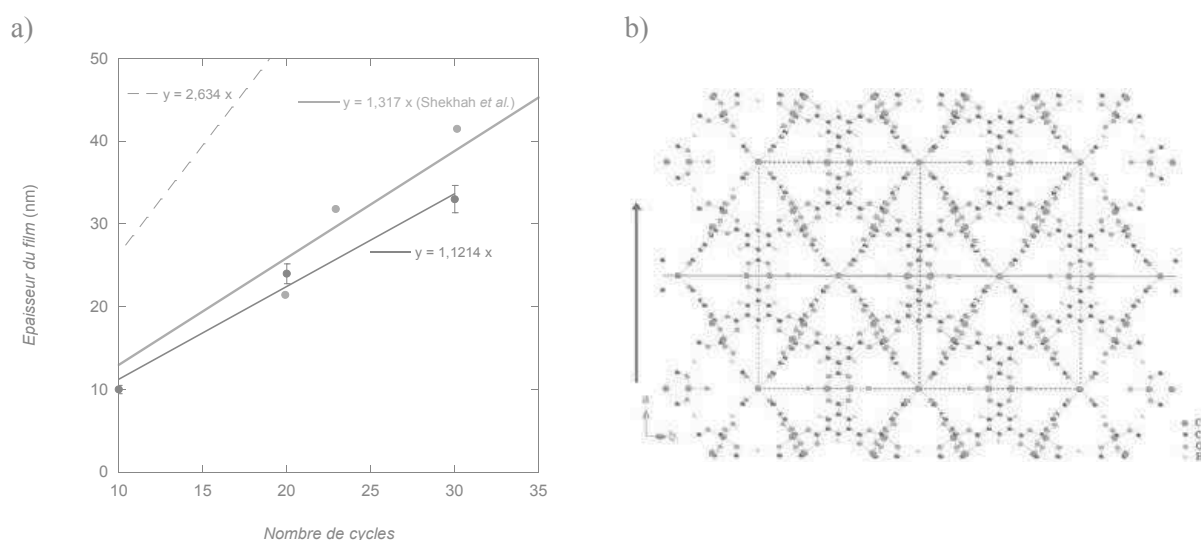 a)
b)
50
40
30
20
10
0
y = 2,634 x
y = 1,317 x (Shekhah et al.)
y = 1,1214 x
Epaisseur du film (nm)
10 15 20 25 30 35
Nombre de cycles
a